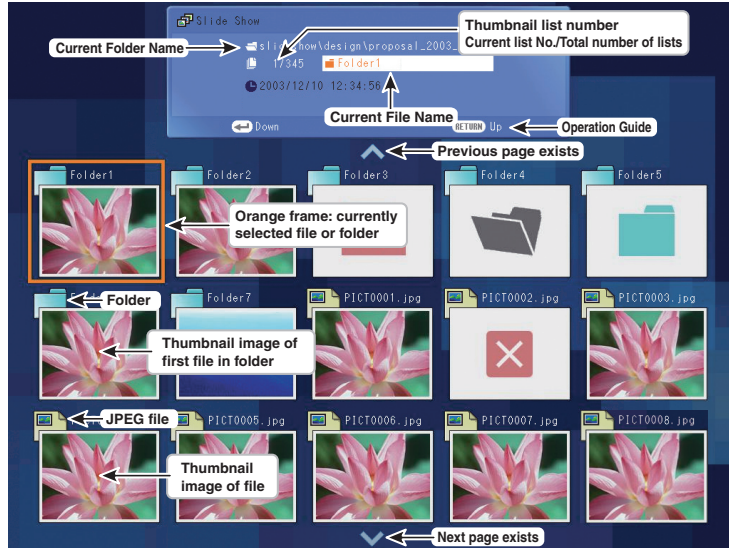 Slide Show
Thumbnail list number
Current list No./Total number of lists
Current Folder Name
slideshow\design\proposal_2003_
1/345
Folder1
2003/12/10 12:34:56
Current File Name
Down
RETURN Up
Operation Guide
Previous page exists
Folder1
Folder2
Folder3
Folder4
Folder5
Orange frame: currently
selected file or folder
Folder
Folder7
PICT0001.jpg
PICT0002.jpg
PICT0003.jpg
Thumbnail image of
first file in folder
JPEG file
PICT0005.jpg
PICT0006.jpg
PICT0007.jpg
PICT0008.jpg
Thumbnail
image of file
Next page exists